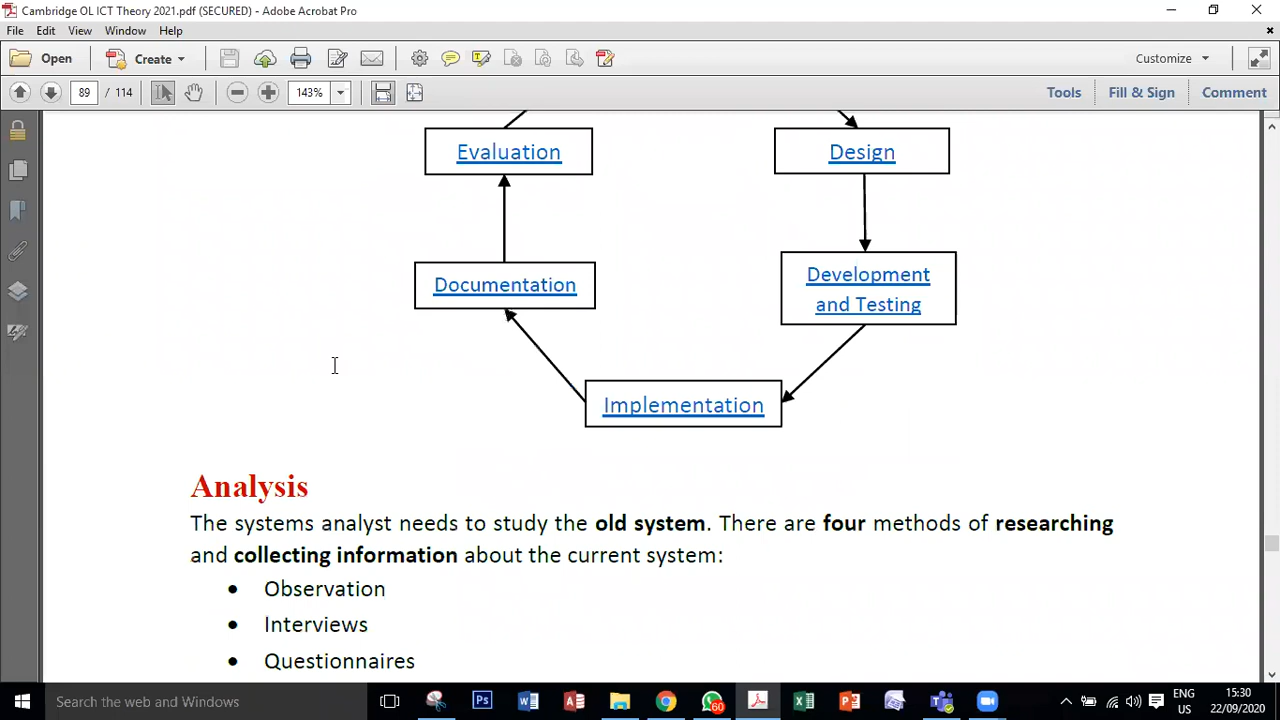 Cambridge OL ICT Theory 2021.pdf (SECURED) - Adobe Acrobat Pro
File Edit View Window Help
Open Create Customize
89 / 114 143% Tools Fill & Sign Comment
Evaluation Design
Documentation Development
and Testing
Implementation
Analysis
The systems analyst needs to study the old system. There are four methods of researching
and collecting information about the current system:
• Observation
• Interviews
• Questionnaires
Search the web and Windows 60 ENG 15:30
US 22/09/2020